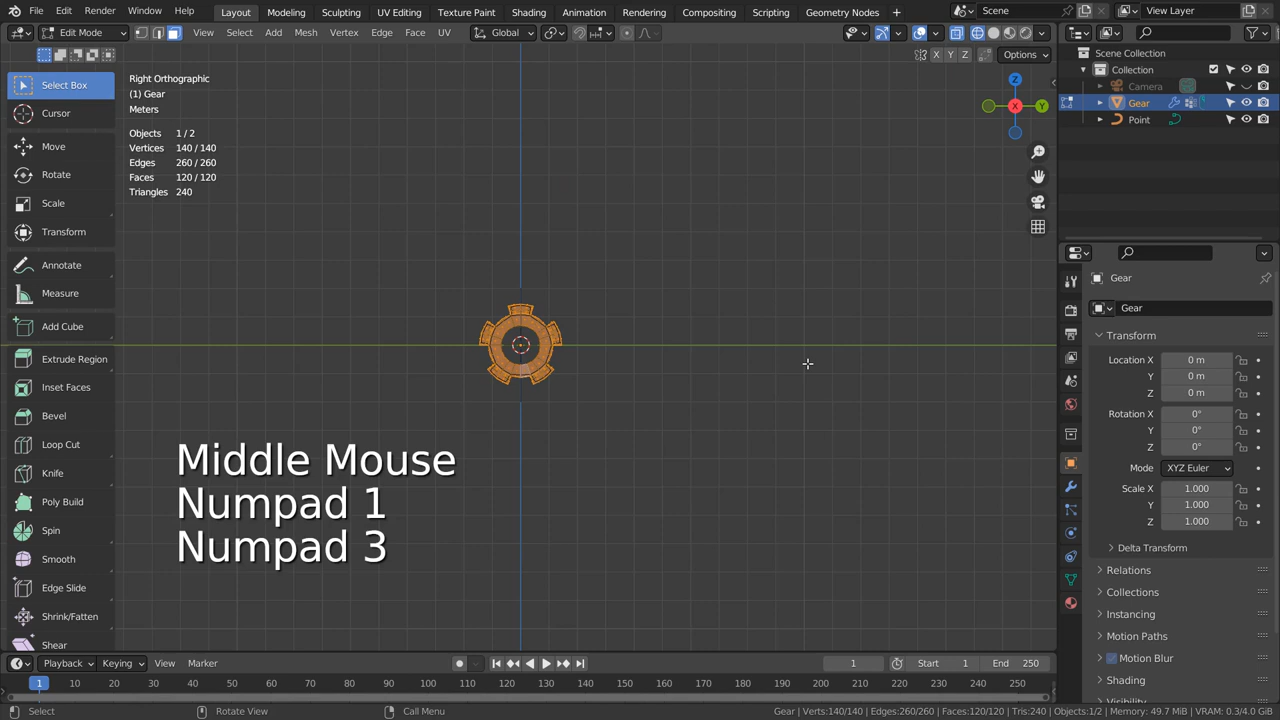 File Edit Render Window Help
Layout Modeling Sculpting UV Editing Texture Paint Shading Animation Rendering Compositing Scripting Geometry Nodes +
Scene
View Layer
Edit Mode View Select Add Mesh Vertex Edge Face UV Global
X Y Z Options
Select Box
Cursor
Move
Rotate
Scale
Transform
Annotate
Measure
Add Cube
Extrude Region
Inset Faces
Bevel
Loop Cut
Knife
Poly Build
Spin
Smooth
Edge Slide
Shrink/Fatten
Shear
Right Orthographic
(1) Gear
Meters
Objects 1 / 2
Vertices 140 / 140
Edges 260 / 260
Faces 120 / 120
Triangles 240
Z
X
Y
Middle Mouse
Numpad 1
Numpad 3
Scene Collection
Collection
Camera
Gear
Point
Gear
Gear
Transform
Location X 0 m
Y 0 m
Z 0 m
Rotation X 0°
Y 0°
Z 0°
Mode XYZ Euler
Scale X 1.000
Y 1.000
Z 1.000
Delta Transform
Relations
Collections
Instancing
Motion Paths
Motion Blur
Shading
Visibility
Playback Keying View Marker
1 Start 1 End 250
1 10 20 30 40 50 60 70 80 90 100 110 120 130 140 150 160 170 180 190 200 210 220 230 240 250
Select Rotate View Call Menu
Gear | Verts:140/140 | Edges:260/260 | Faces:120/120 | Tris:240 | Objects:1/2 | Memory: 49.7 MiB | VRAM: 0.3/4.0 GiB